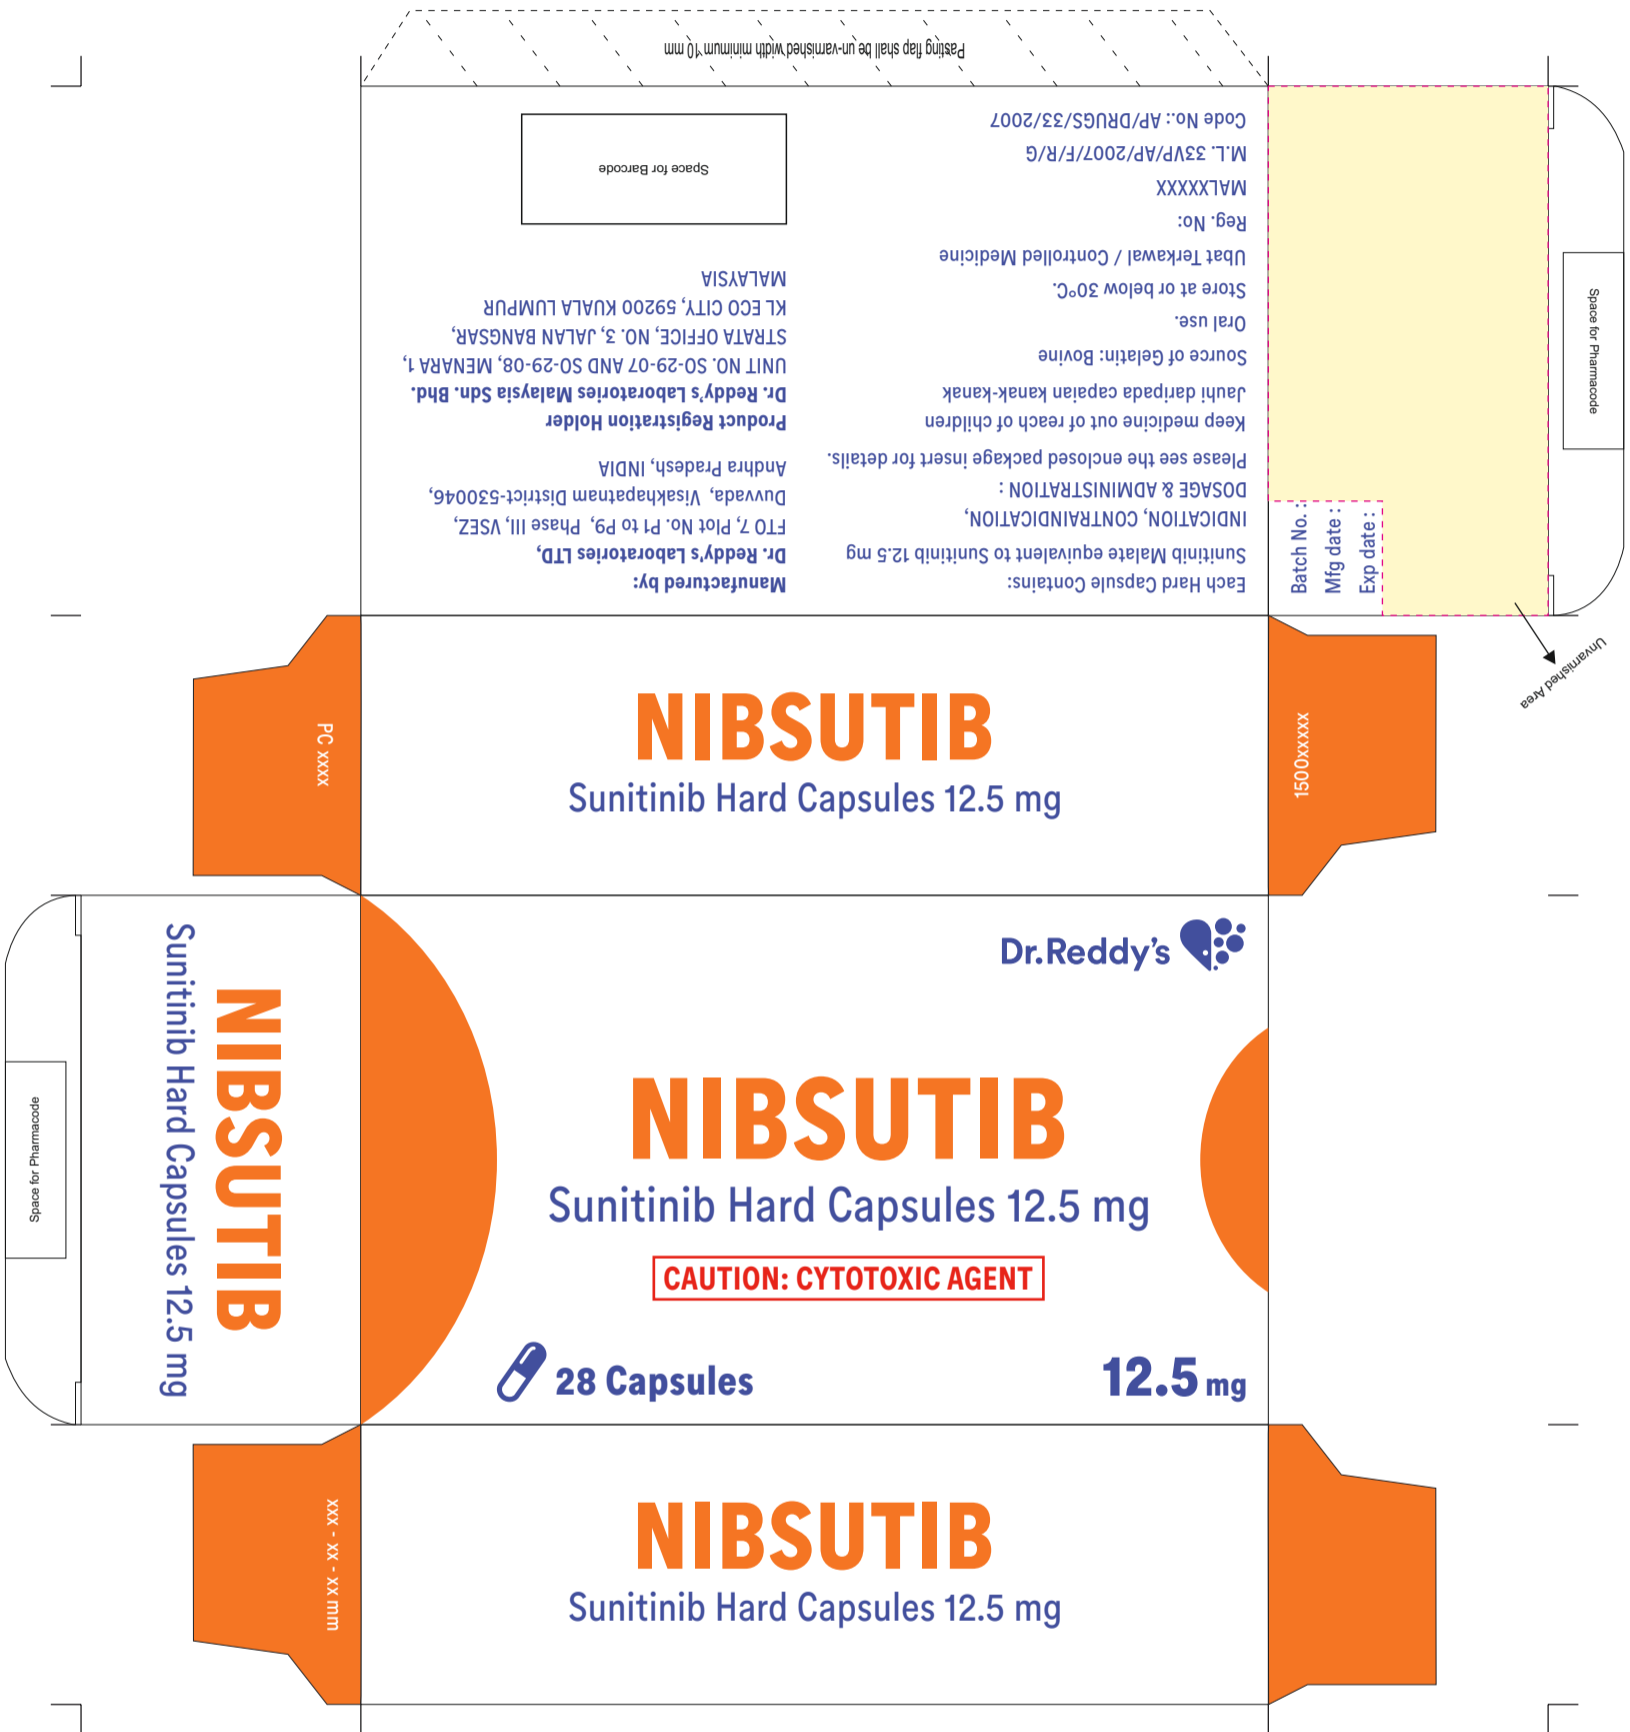 Pasting flap shall be un-varnished width minimum 10 mm
Each Hard Capsule Contains:
Sunitinib Malate equivalent to Sunitinib 12.5 mg
INDICATION, CONTRAINDICATION,
DOSAGE & ADMINISTRATION :
Please see the enclosed package insert for details.
Keep medicine out of reach of children
Jauhi daripada capaian kanak-kanak
Source of Gelatin: Bovine
Oral use.
Store at or below 30°C.
Ubat Terkawal / Controlled Medicine
Reg. No:
MALXXXXX
M.L. 33VP/AP/2007/F/R/G
Code No.: AP/DRUGS/33/2007
Manufactured by:
Dr. Reddy's Laboratories LTD,
FTO 7, Plot No. P1 to P9, Phase III, VSEZ,
Duvvada, Visakhapatnam District-530046,
Andhra Pradesh, INDIA
Product Registration Holder
Dr. Reddy's Laboratories Malaysia Sdn. Bhd.
UNIT NO. SO-29-07 AND SO-29-08, MENARA 1,
STRATA OFFICE, NO. 3, JALAN BANGSAR,
KL ECO CITY, 59200 KUALA LUMPUR
MALAYSIA
Space for Barcode
Batch No. :
Mfg date :
Exp date :
Space for Pharmacode
Unvarnished Area
PC xxxx
NIBSUTIB
Sunitinib Hard Capsules 12.5 mg
1500xxxxx
Space for Pharmacode
NIBSUTIB
Sunitinib Hard Capsules 12.5 mg
Dr.Reddy's
NIBSUTIB
Sunitinib Hard Capsules 12.5 mg
CAUTION: CYTOTOXIC AGENT
28 Capsules
12.5 mg
xxx - xx - xx mm
NIBSUTIB
Sunitinib Hard Capsules 12.5 mg